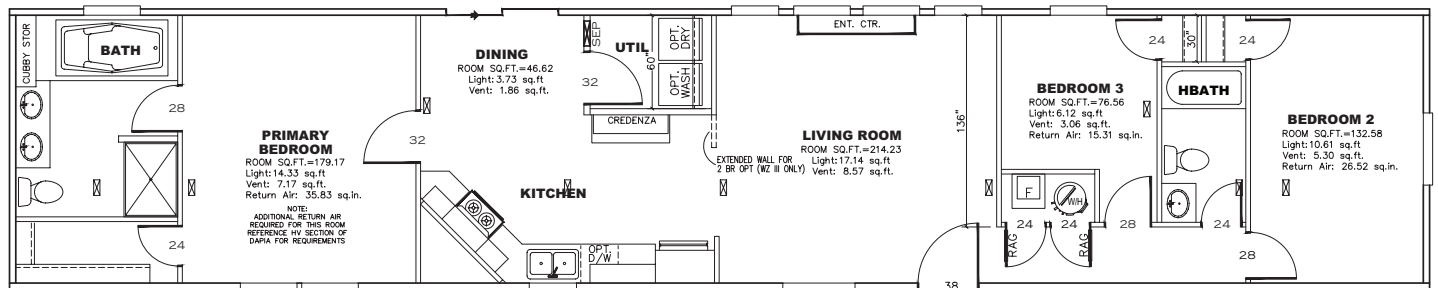 CUBBY STOR
BATH
28
PRIMARY
BEDROOM
ROOM SQ.FT.=179.17
Light:14.33 sq.ft
Vent: 7.17 sq.ft.
Return Air: 35.83 sq.in.
NOTE:
ADDITIONAL RETURN AIR
REQUIRED FOR THIS ROOM
REFERENCE HV SECTION OF
DAPIA FOR REQUIREMENTS
24
32
DINING
ROOM SQ.FT.=46.62
Light:3.73 sq.ft
Vent: 1.86 sq.ft.
SEP
UTIL
60"
OPT.
DRY
OPT.
WASH
32
CREDENZA
KITCHEN
OPT.
D/W
ENT. CTR.
LIVING ROOM
ROOM SQ.FT.=214.23
Light:17.14 sq.ft
Vent: 8.57 sq.ft.
EXTENDED WALL FOR
2 BR OPT (WZ III ONLY)
136"
38
24
30"
24
BEDROOM 3
ROOM SQ.FT.=76.56
Light:6.12 sq.ft
Vent: 3.06 sq.ft.
Return Air: 15.31 sq.in.
F
W/H
24
24
RAG
RAG
28
HBATH
24
BEDROOM 2
ROOM SQ.FT.=132.58
Light:10.61 sq.ft
Vent: 5.30 sq.ft.
Return Air: 26.52 sq.in.
28